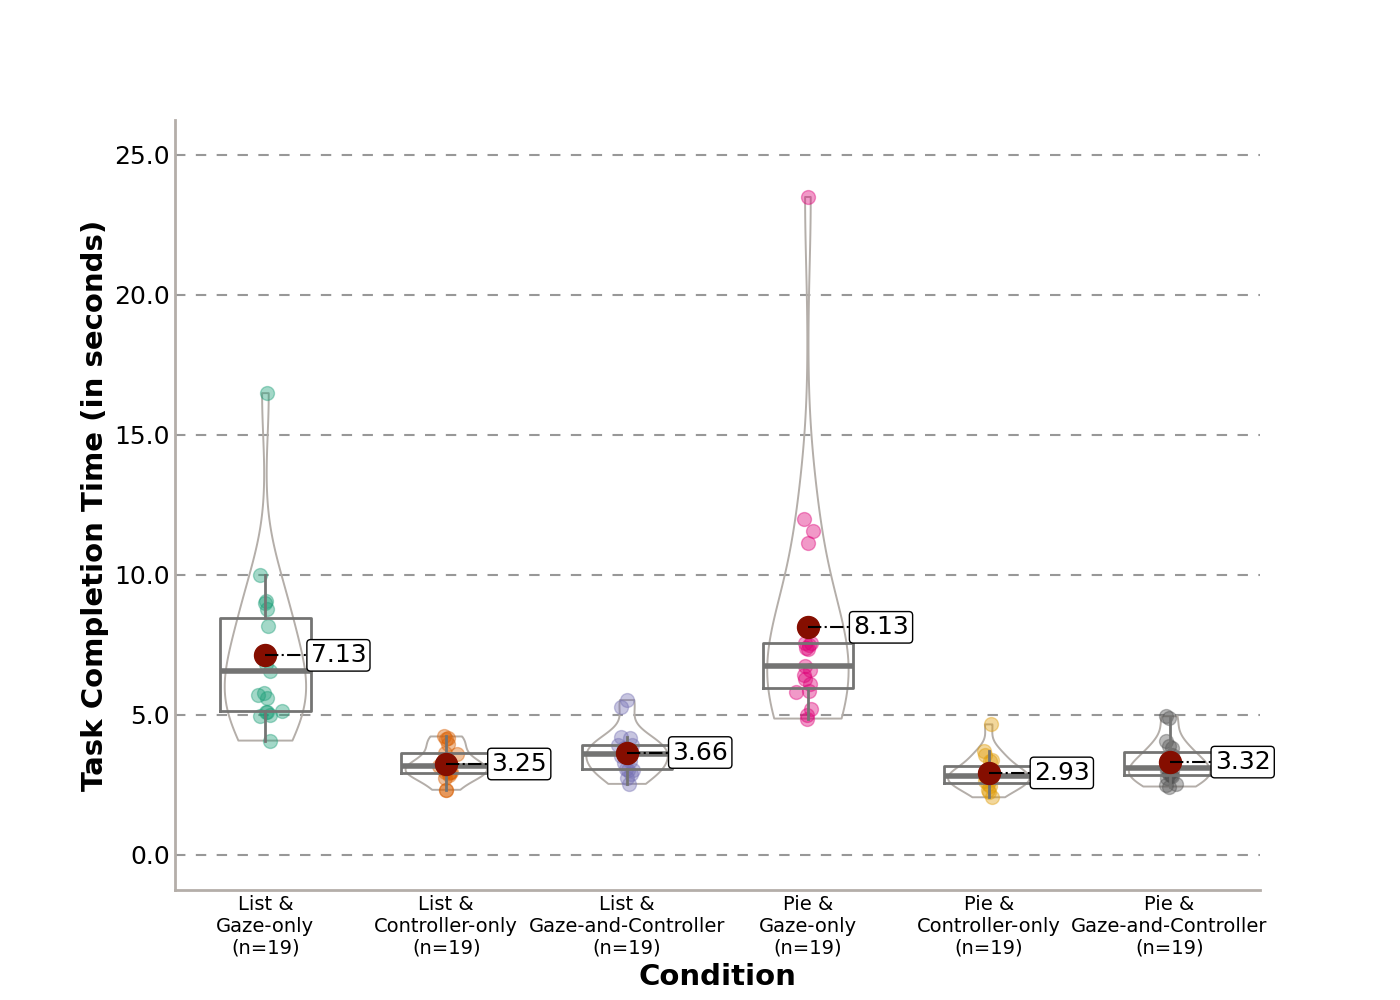 Task Completion Time (in seconds)
25.0
20.0
15.0
10.0
5.0
0.0
7.13
3.25
3.66
8.13
2.93
3.32
List &
Gaze-only
(n=19)
List &
Controller-only
(n=19)
List &
Gaze-and-Controller
(n=19)
Pie &
Gaze-only
(n=19)
Pie &
Controller-only
(n=19)
Pie &
Gaze-and-Controller
(n=19)
Condition